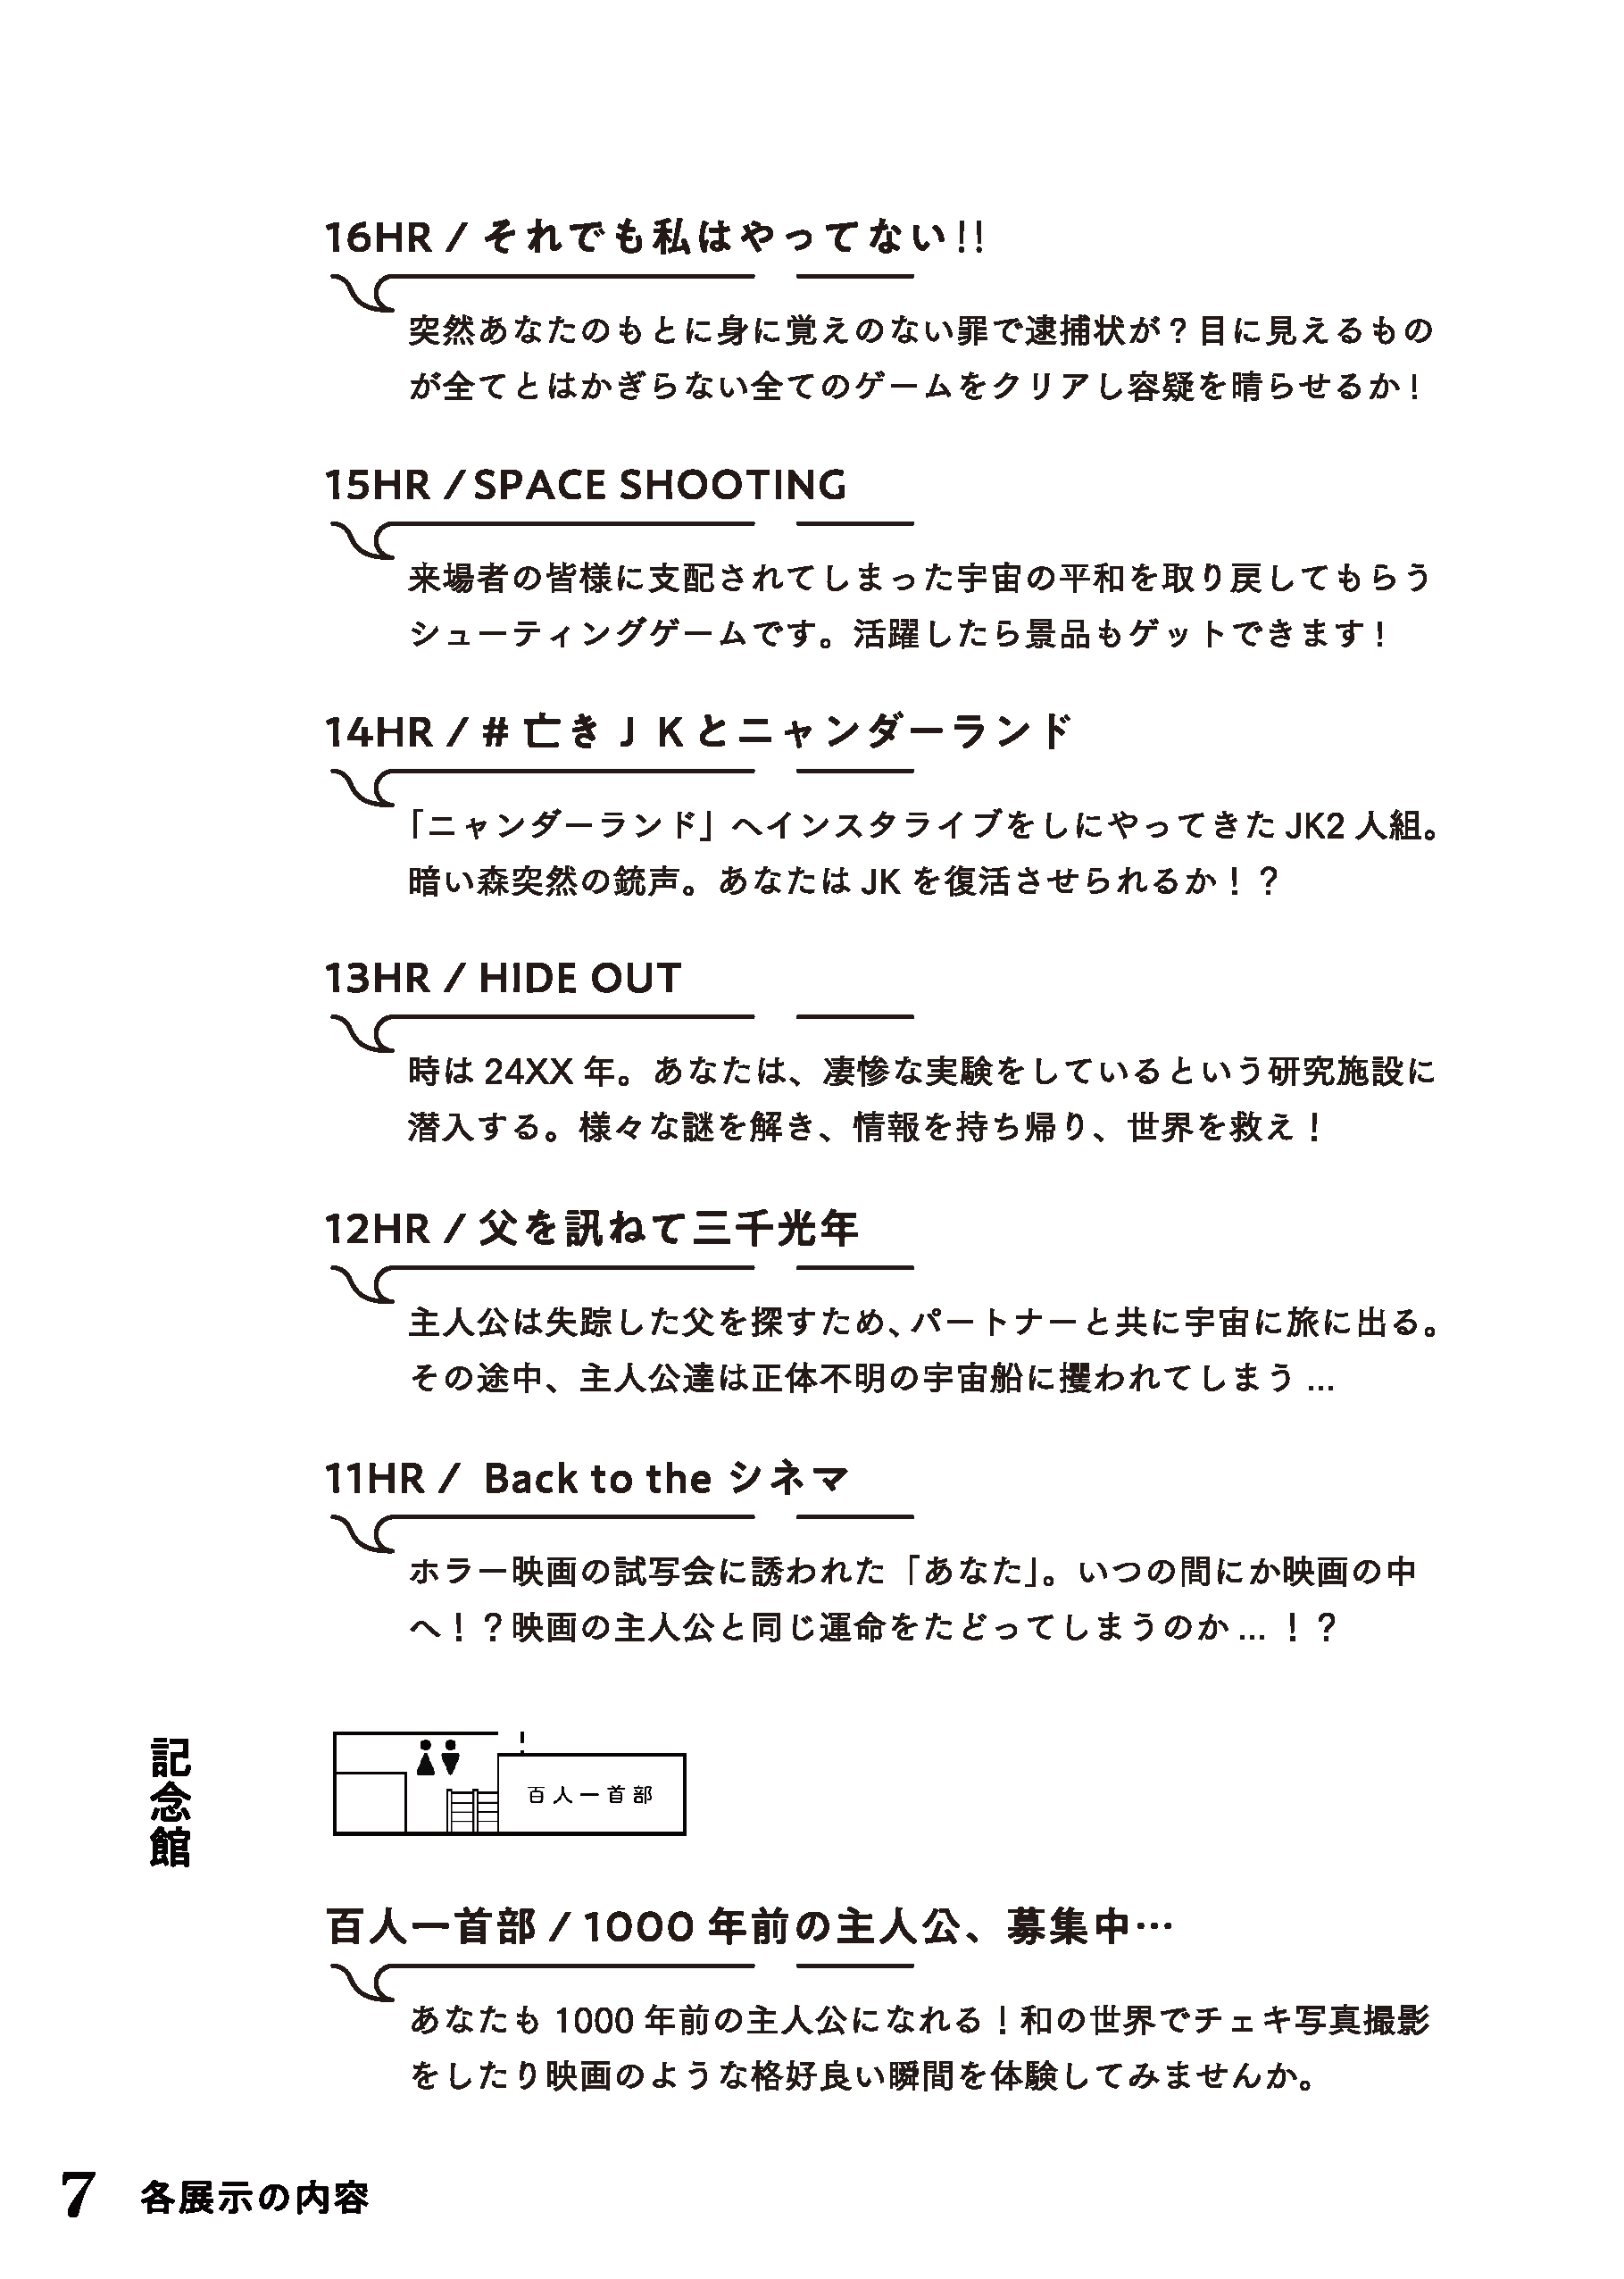 16HR / それでも私はやってない!!
突然あなたのもとに身に覚えのない罪で逮捕状が？目に見えるもの
が全てとはかぎらない全てのゲームをクリアし容疑を晴らせるか！
15HR / SPACE SHOOTING
来場者の皆様に支配されてしまった宇宙の平和を取り戻してもらう
シューティングゲームです。活躍したら景品もゲットできます！
14HR / # 亡きＪＫとニャンダーランド
「ニャンダーランド」へインスタライブをしにやってきた JK2 人組。
暗い森突然の銃声。あなたは JK を復活させられるか！？
13HR / HIDE OUT
時は 24XX 年。あなたは、凄惨な実験をしているという研究施設に
潜入する。様々な謎を解き、情報を持ち帰り、世界を救え！
12HR / 父を訊ねて三千光年
主人公は失踪した父を探すため、パートナーと共に宇宙に旅に出る。
その途中、主人公達は正体不明の宇宙船に攫われてしまう ...
11HR / Back to the シネマ
ホラー映画の試写会に誘われた「あなた」。いつの間にか映画の中
へ！？映画の主人公と同じ運命をたどってしまうのか ... ！？
記念館
百人一首部
百人一首部 / 1000 年前の主人公、募集中…
あなたも 1000 年前の主人公になれる！和の世界でチェキ写真撮影
をしたり映画のような格好良い瞬間を体験してみませんか。
7 各展示の内容